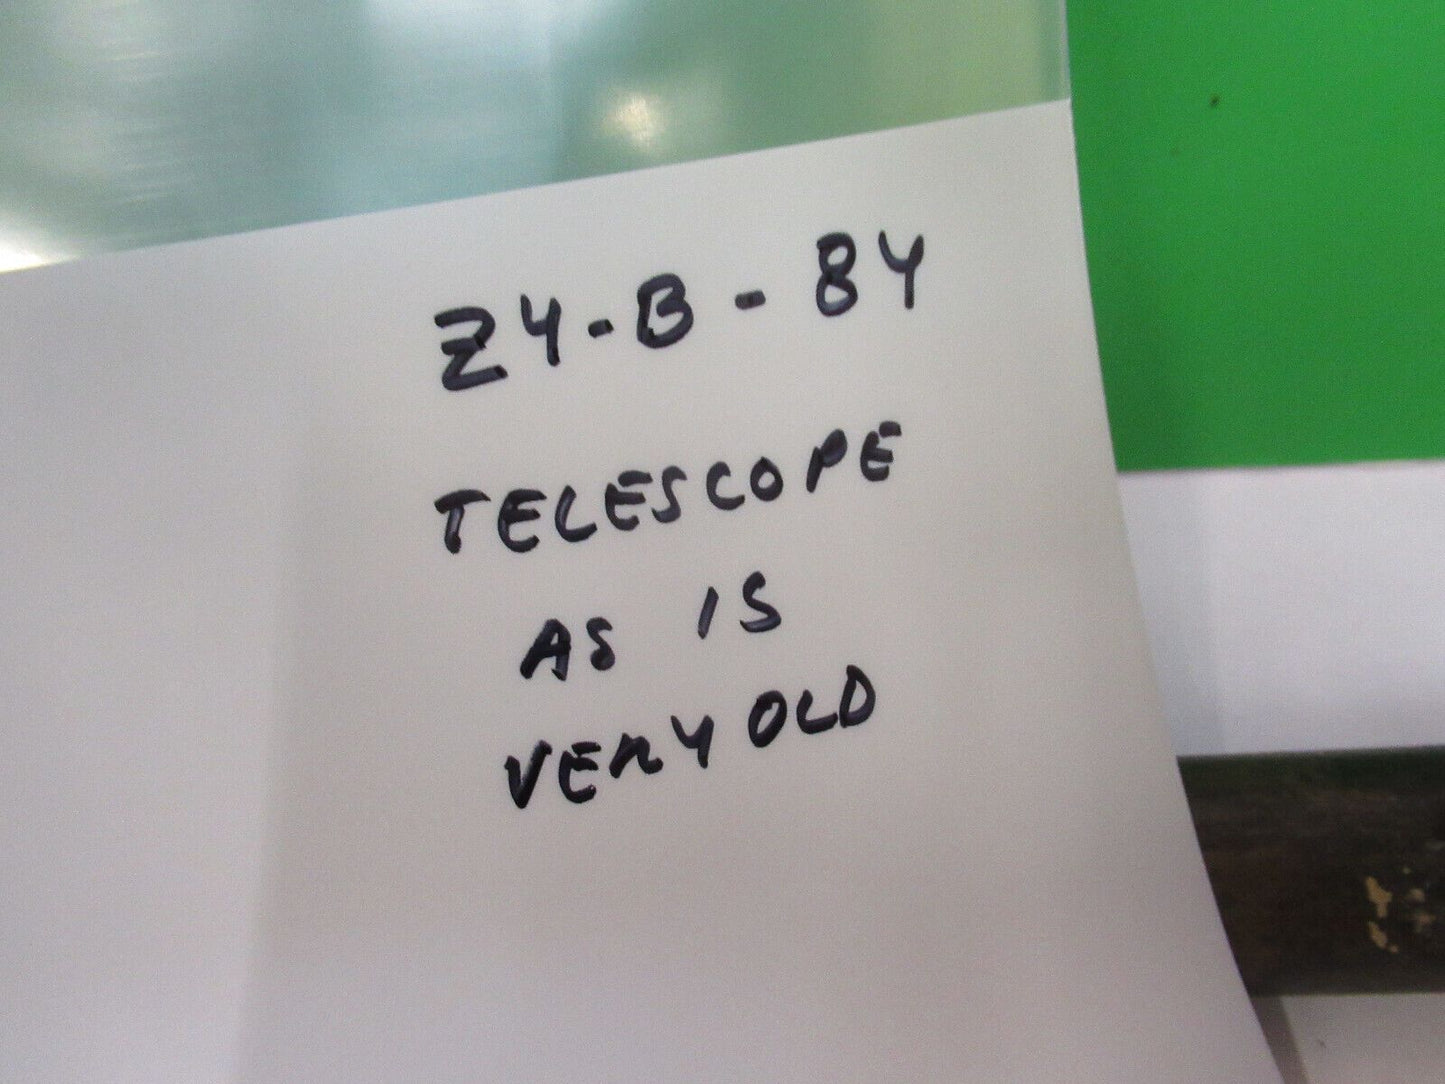 Z4-B-84
TELESCOPE
AS IS
VERY OLD